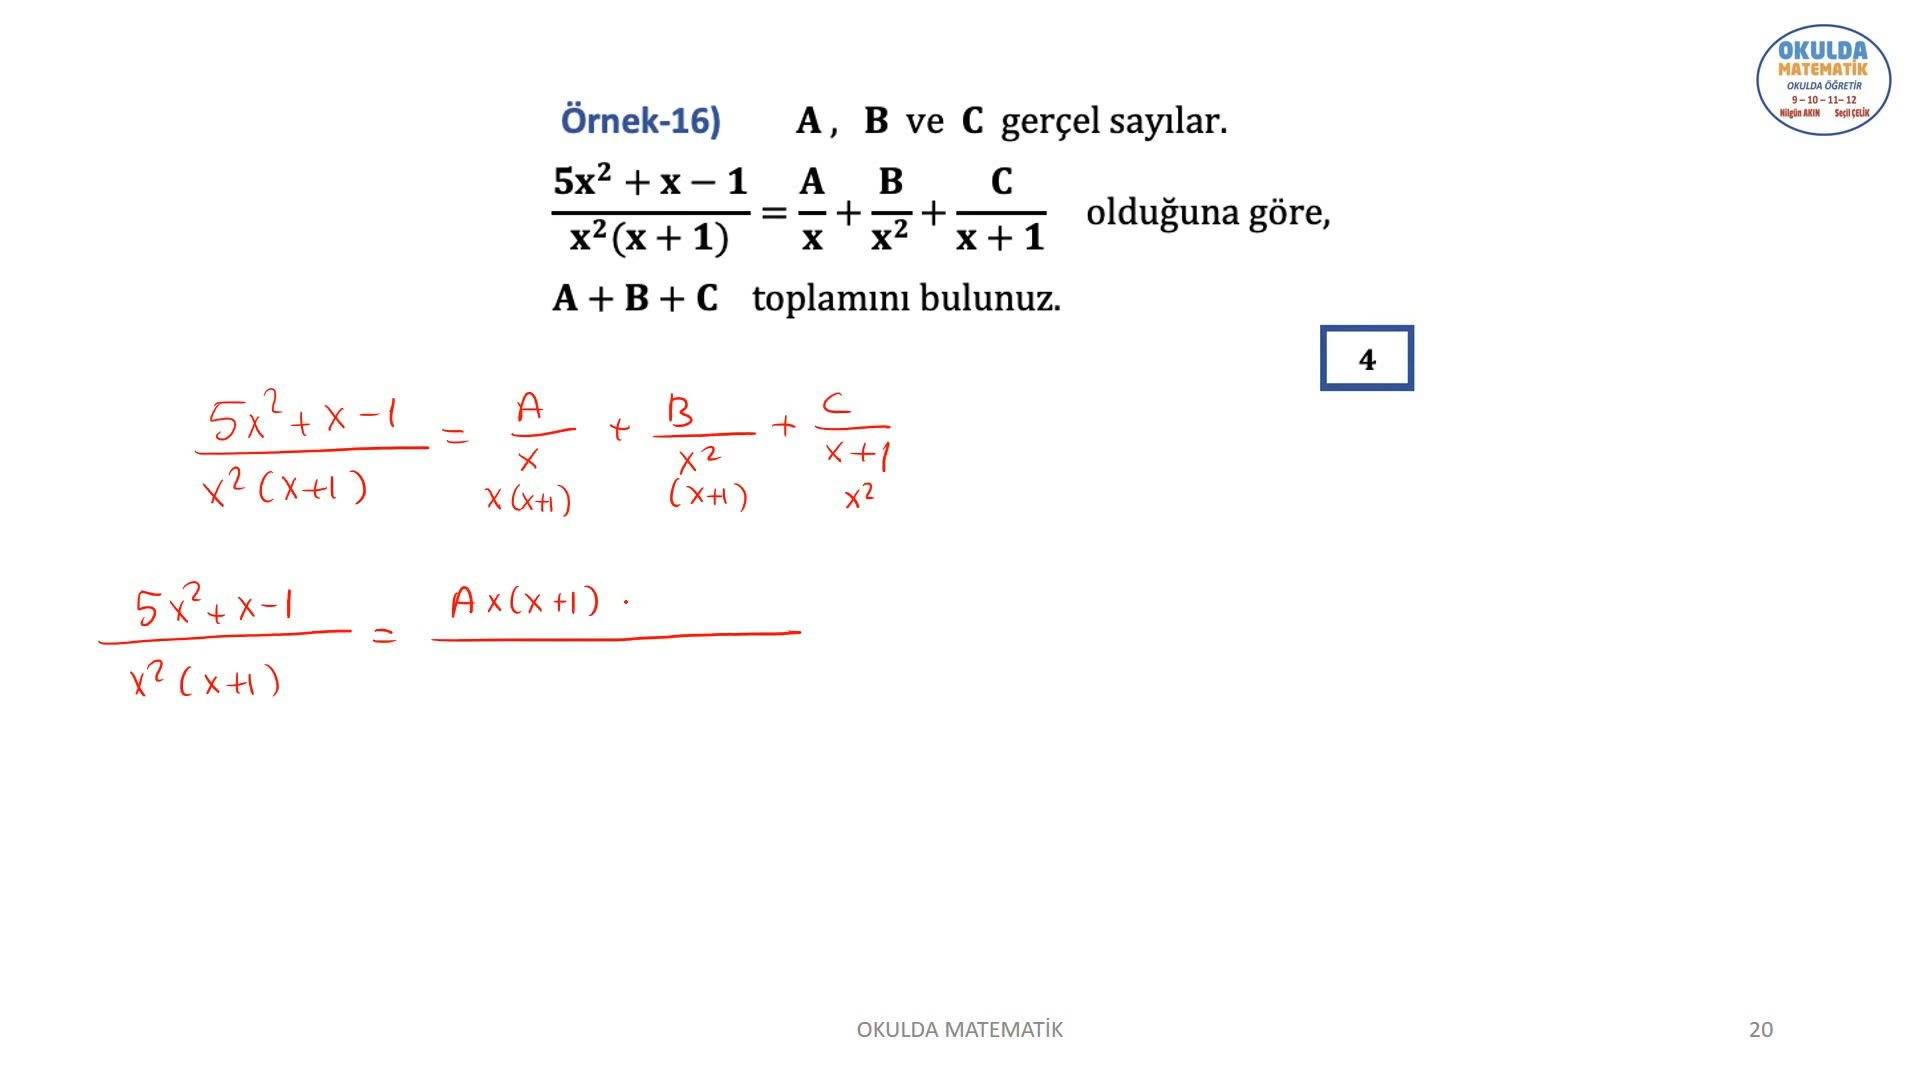 OKULDA
MATEMATİK
OKULDA ÖĞRETİR
9 – 10 – 11– 12
Nilgün AKIN Seçil ÇELİK
Örnek-16) A , B ve C gerçel sayılar.
5x² + x − 1 / x²(x + 1) = A/x + B/x² + C/x + 1 olduğuna göre,
A + B + C toplamını bulunuz.
4
5x² + x − 1 / x² (x+1) = A/x + B/x² + C/x+1
x(x+1) (x+1) x²
5x² + x − 1 / x² (x+1) = A x(x+1) .
OKULDA MATEMATİK
20